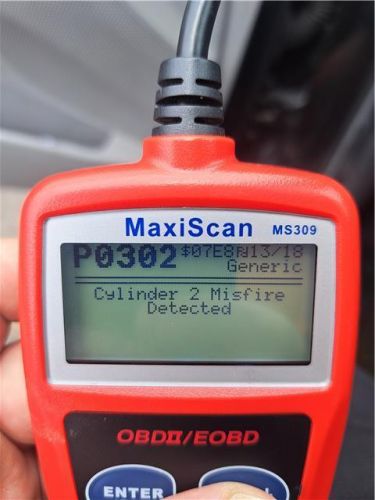 MaxiScan MS309
P0302 $07E8 13/18
Generic
Cylinder 2 Misfire
Detected
OBDII/EOBD
ENTER